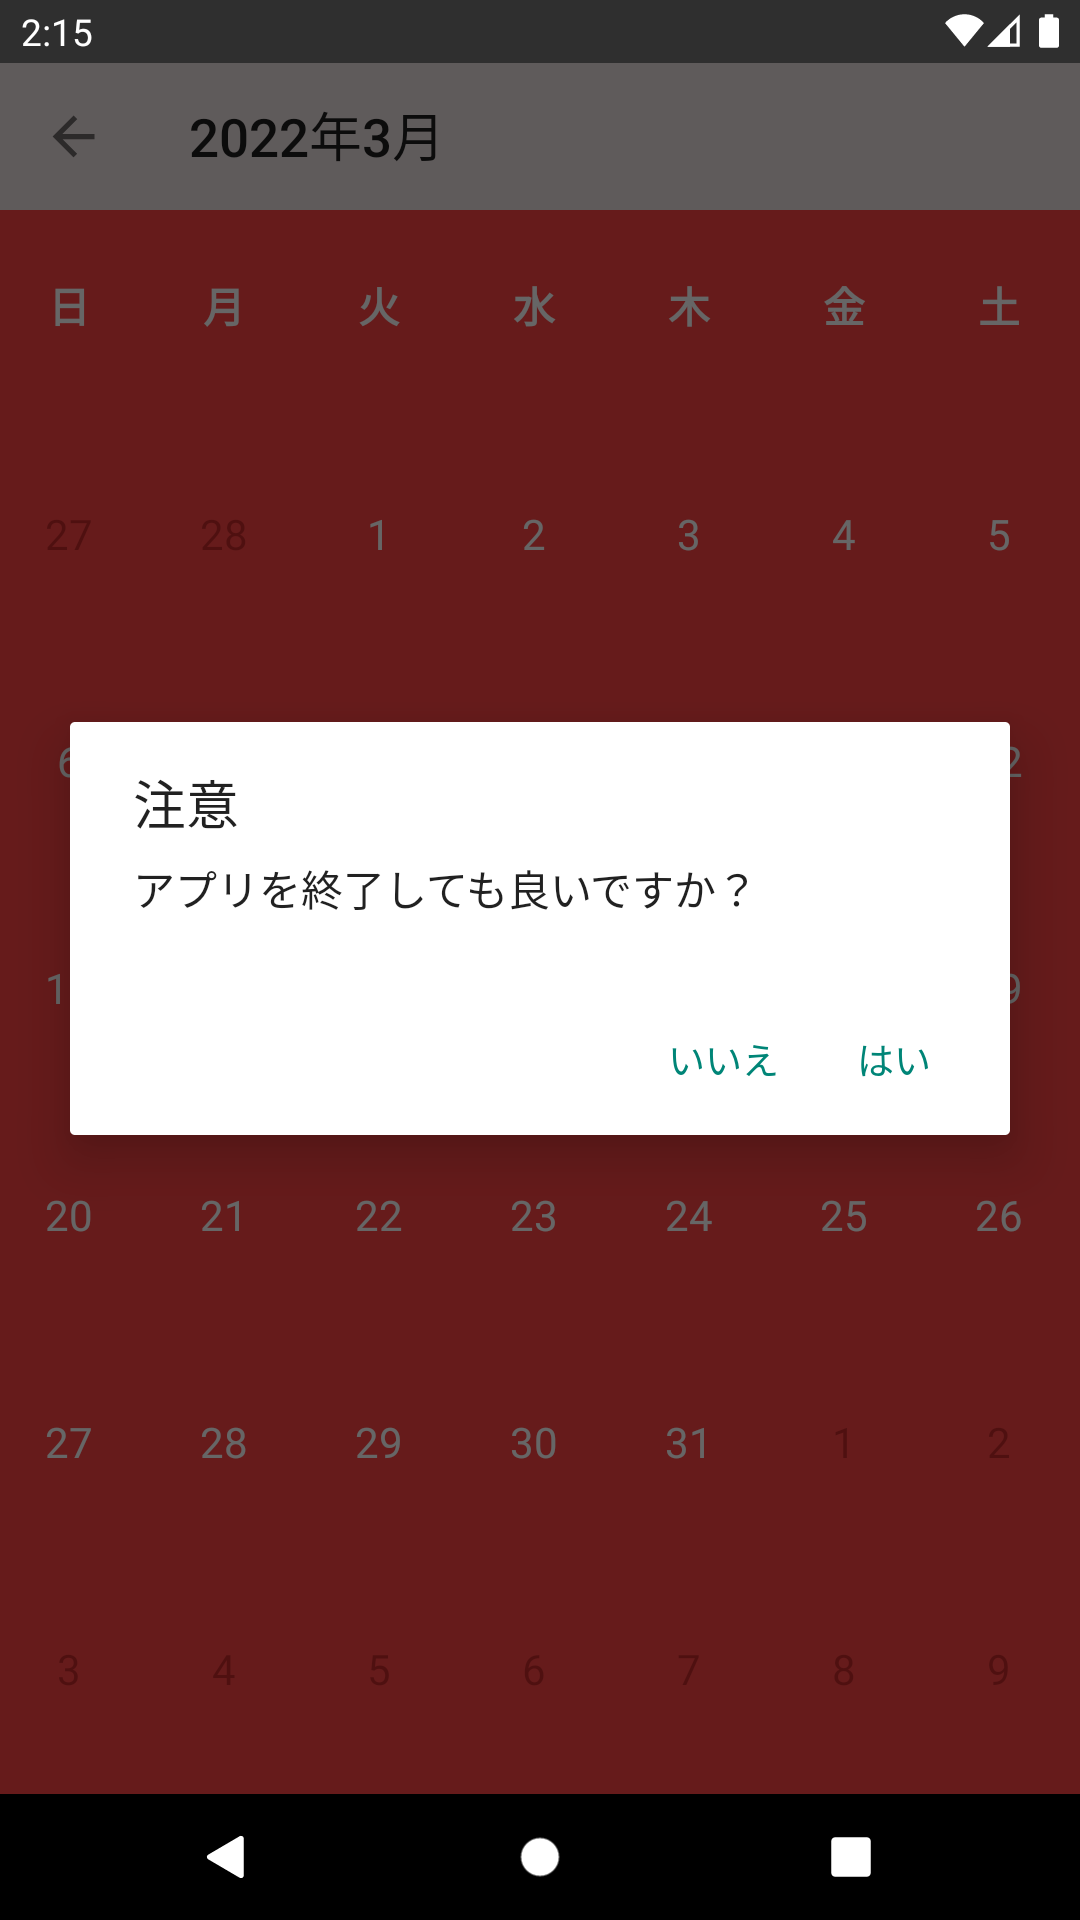 2:15
2022年3月
日 月 火 水 木 金 土
27 28 1 2 3 4 5
注意
アプリを終了しても良いですか？
いいえ はい
20 21 22 23 24 25 26
27 28 29 30 31 1 2
3 4 5 6 7 8 9